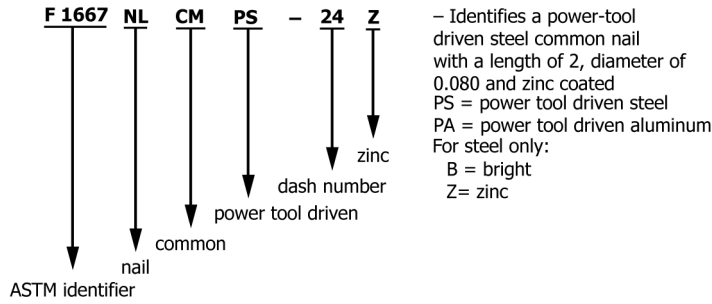 F 1667 NL CM PS – 24 Z
zinc
dash number
power tool driven
common
nail
ASTM identifier
– Identifies a power-tool
driven steel common nail
with a length of 2, diameter of
0.080 and zinc coated
PS = power tool driven steel
PA = power tool driven aluminum
For steel only:
B = bright
Z= zinc